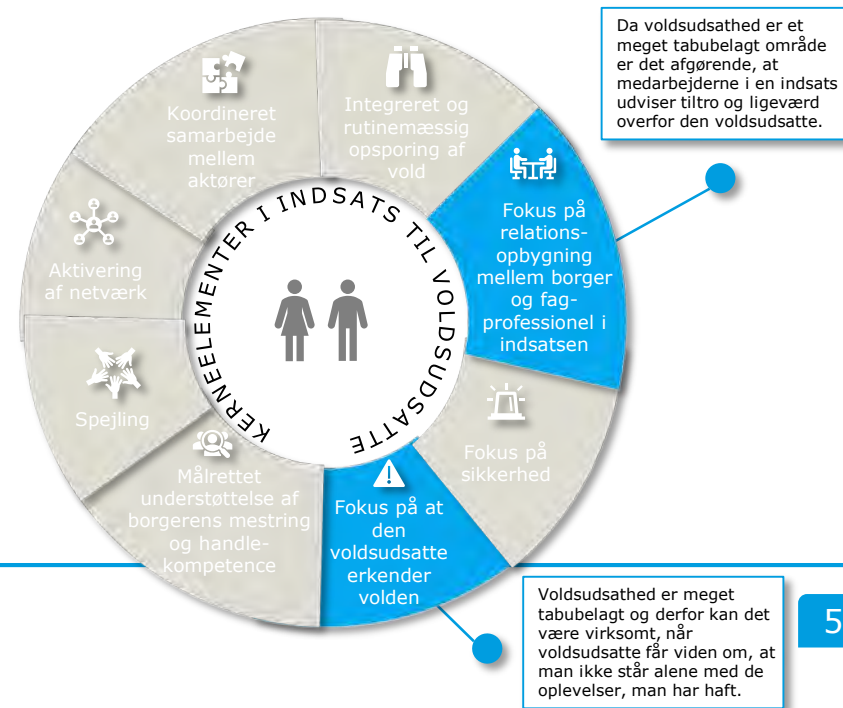 Da voldsudsathed er et
meget tabubelagt område
er det afgørende, at
medarbejderne i en indsats
udviser tiltro og ligeværd
overfor den voldsudsatte.
Koordineret
samarbejde
mellem
aktører
Integreret og
rutinemæssig
opsporing af
vold
Fokus på
relations-
opbygning
mellem borger
og fag-
professionel i
indsatsen
Fokus på
sikkerhed
Fokus på at
den
voldsudsatte
erkender
volden
Målrettet
understøttelse af
borgerens mestring
og handle-
kompetence
Spejling
Aktivering
af netværk
KERNEELEMENTER I INDSATS TIL VOLDSUDSATTE
Voldsudsathed er meget
tabubelagt og derfor kan det
være virksomt, når
voldsudsatte får viden om, at
man ikke står alene med de
oplevelser, man har haft.
5